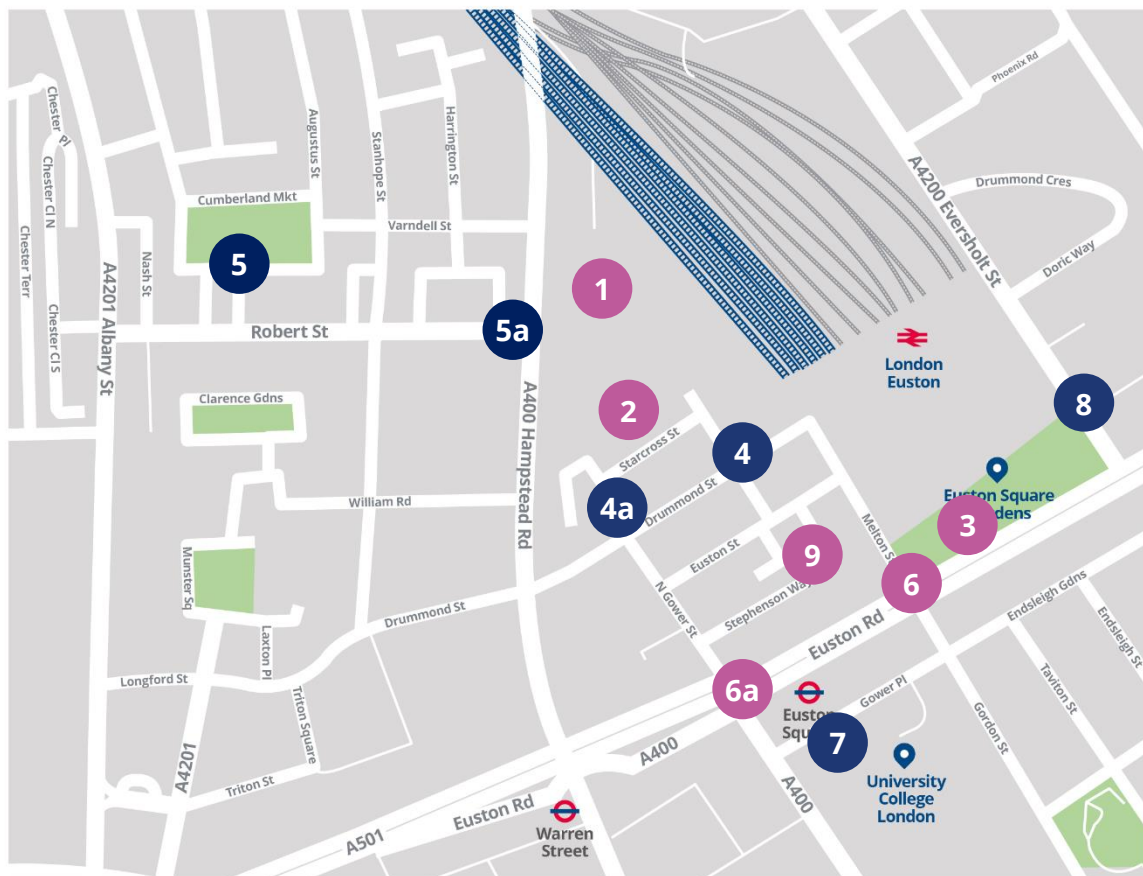 Phoenix Rd
Chester Pl
Augustus St
Harrington St
Stanhope St
Chester Cl N
A4200 Eversholt St
Drummond Cres
Cumberland Mkt
Varndell St
Chester Terr
Nash St
Doric Way
5
A4201 Albany St
1
Chester Cl S
Robert St
5a
London
Euston
Clarence Gdns
A400 Hampstead Rd
2
8
Starcross St
4
Euston Square
William Rd
4a
Drummond St
3
Melton
Euston St
9
Munster Sq
6
Stephenson Way
Endsleigh Gdns
N Gower St
Drummond St
Euston Rd
Endsleigh St
Laxton Pl
Longford St
6a
Gower Pl
Taviton St
Triton Square
Euston
7
Gordon St
A4201
A400
University
College
London
Triton St
A400
Euston Rd
A501
Warren
Street